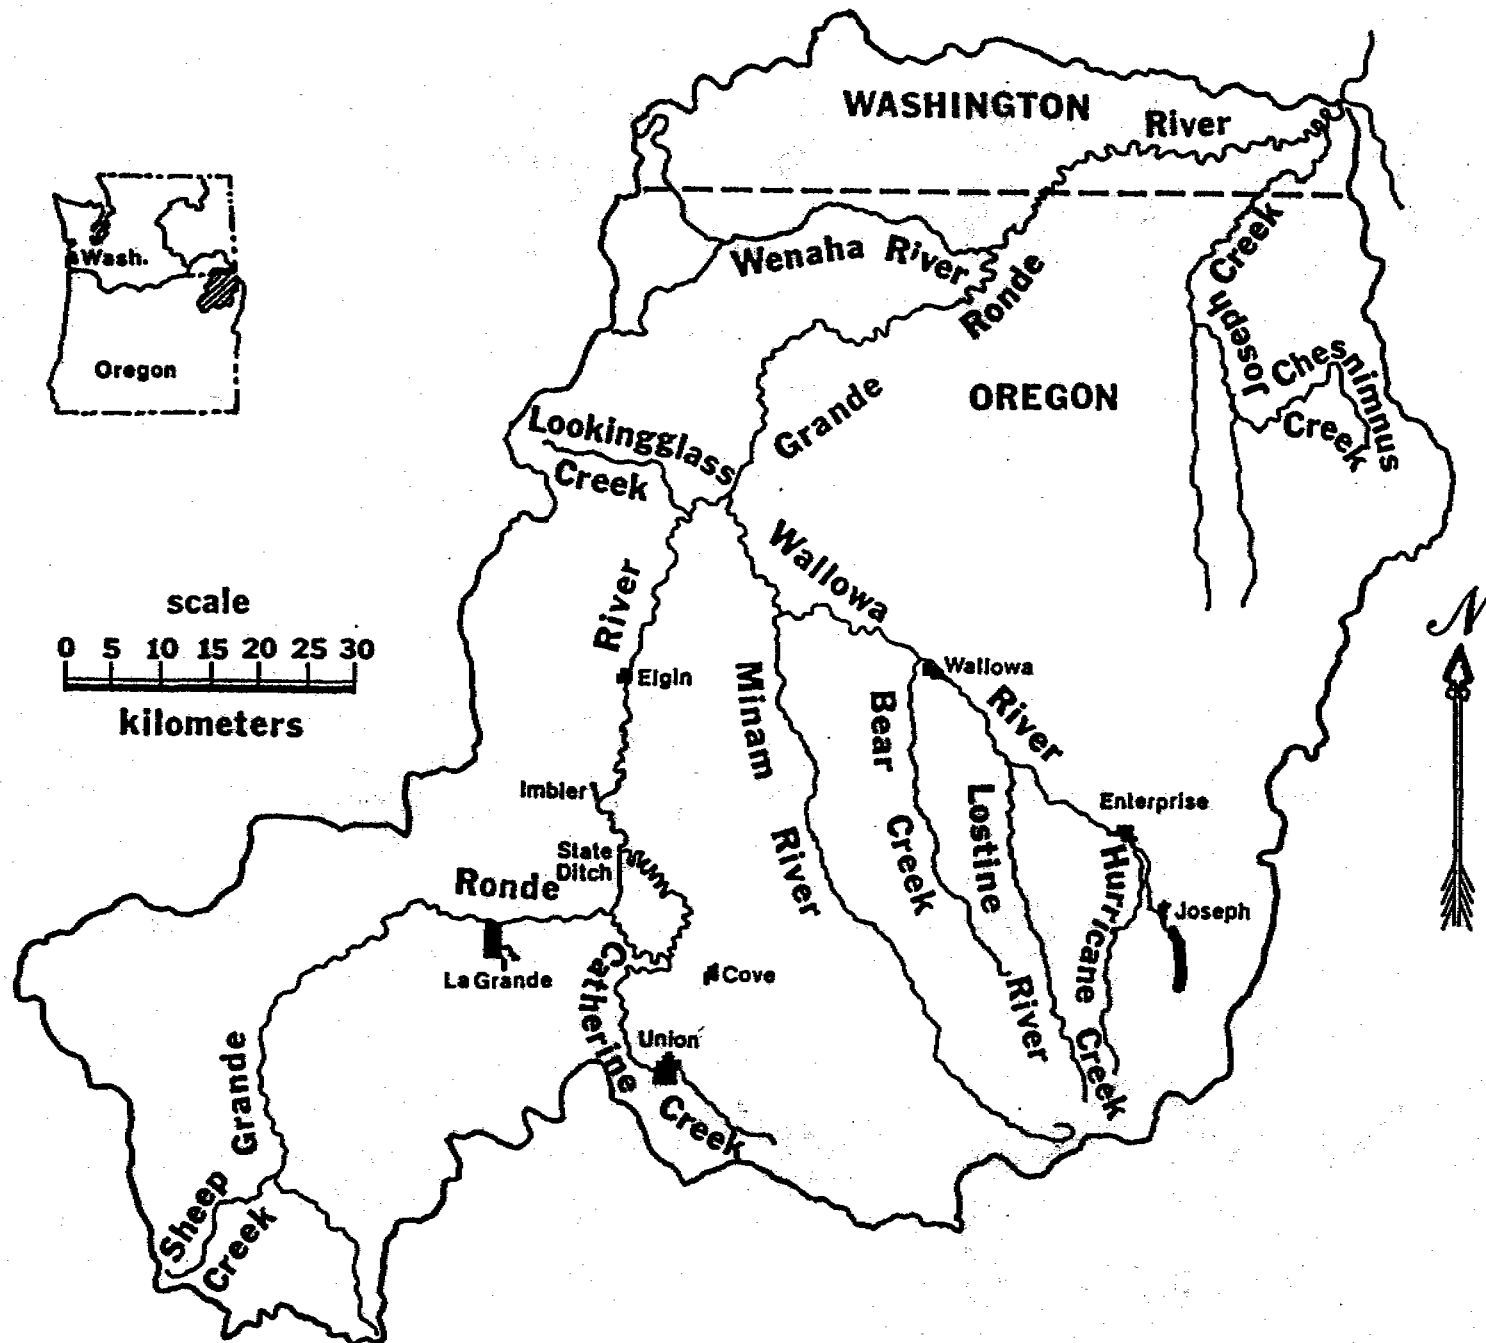 WASHINGTON
River
Wash.
Oregon
Wenaha River
Ronde
Creek
Joseph
Chesnimnus
Creek
OREGON
Grande
Lookingglass
Creek
Wallowa
River
scale
0 5 10 15 20 25 30
kilometers
N
Elgin
Wallowa
River
Minam
River
Bear
Creek
Lostine
River
Imbler
Enterprise
Hurricane Creek
State
Ditch
Ronde
Joseph
La Grande
Catherine
Creek
Cove
Union
Grande
Sheep
Creek